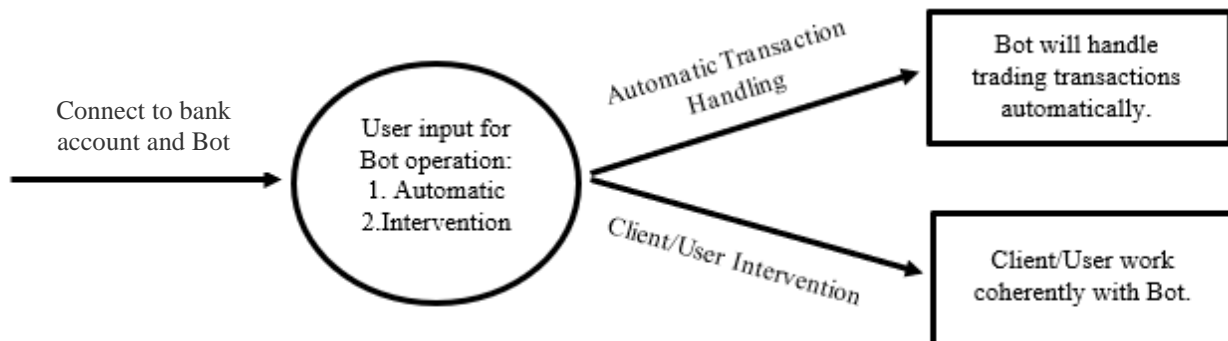 Connect to bank
account and Bot
User input for
Bot operation:
1. Automatic
2.Intervention
Automatic Transaction
Handling
Client/User Intervention
Bot will handle
trading transactions
automatically.
Client/User work
coherently with Bot.